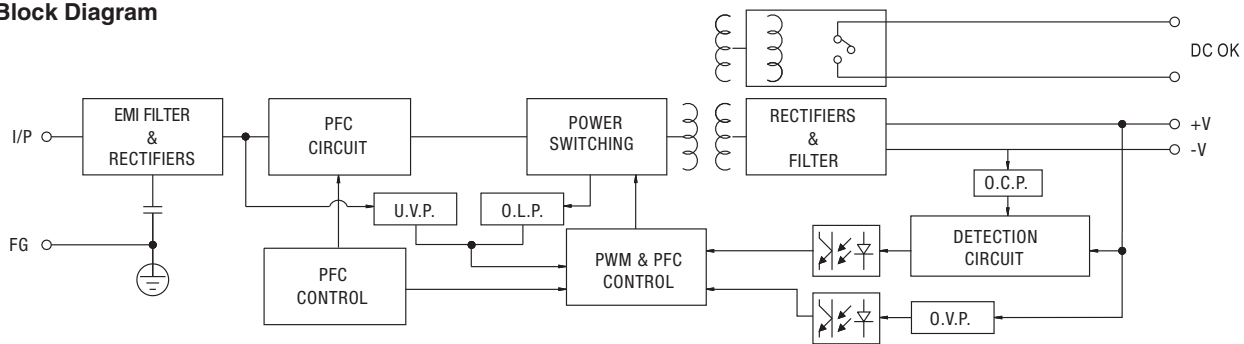 Block Diagram
DC OK
I/P
EMI FILTER
&
RECTIFIERS
PFC
CIRCUIT
POWER
SWITCHING
RECTIFIERS
&
FILTER
+V
-V
O.C.P.
U.V.P.
O.L.P.
FG
DETECTION
CIRCUIT
PFC
CONTROL
PWM & PFC
CONTROL
O.V.P.